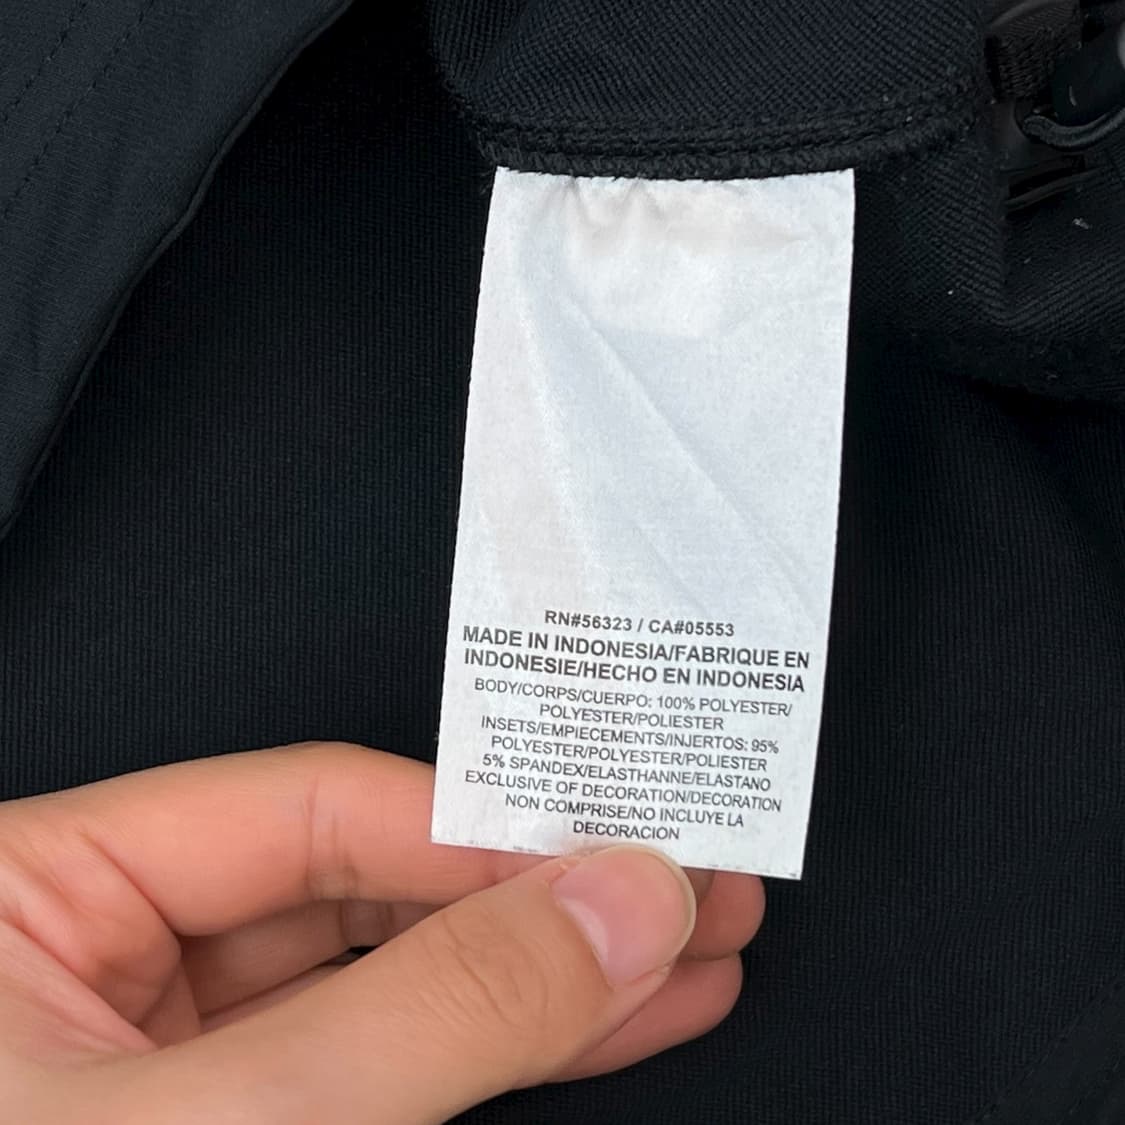 RN#56323 / CA#05553
MADE IN INDONESIA/FABRIQUE EN
INDONESIE/HECHO EN INDONESIA
BODY/CORPS/CUERPO: 100% POLYESTER/
POLYESTER/POLIESTER
INSETS/EMPIECEMENTS/INJERTOS: 95%
POLYESTER/POLYESTER/POLIESTER
5% SPANDEX/ELASTHANNE/ELASTANO
EXCLUSIVE OF DECORATION/DECORATION
NON COMPRISE/NO INCLUYE LA
DECORACION